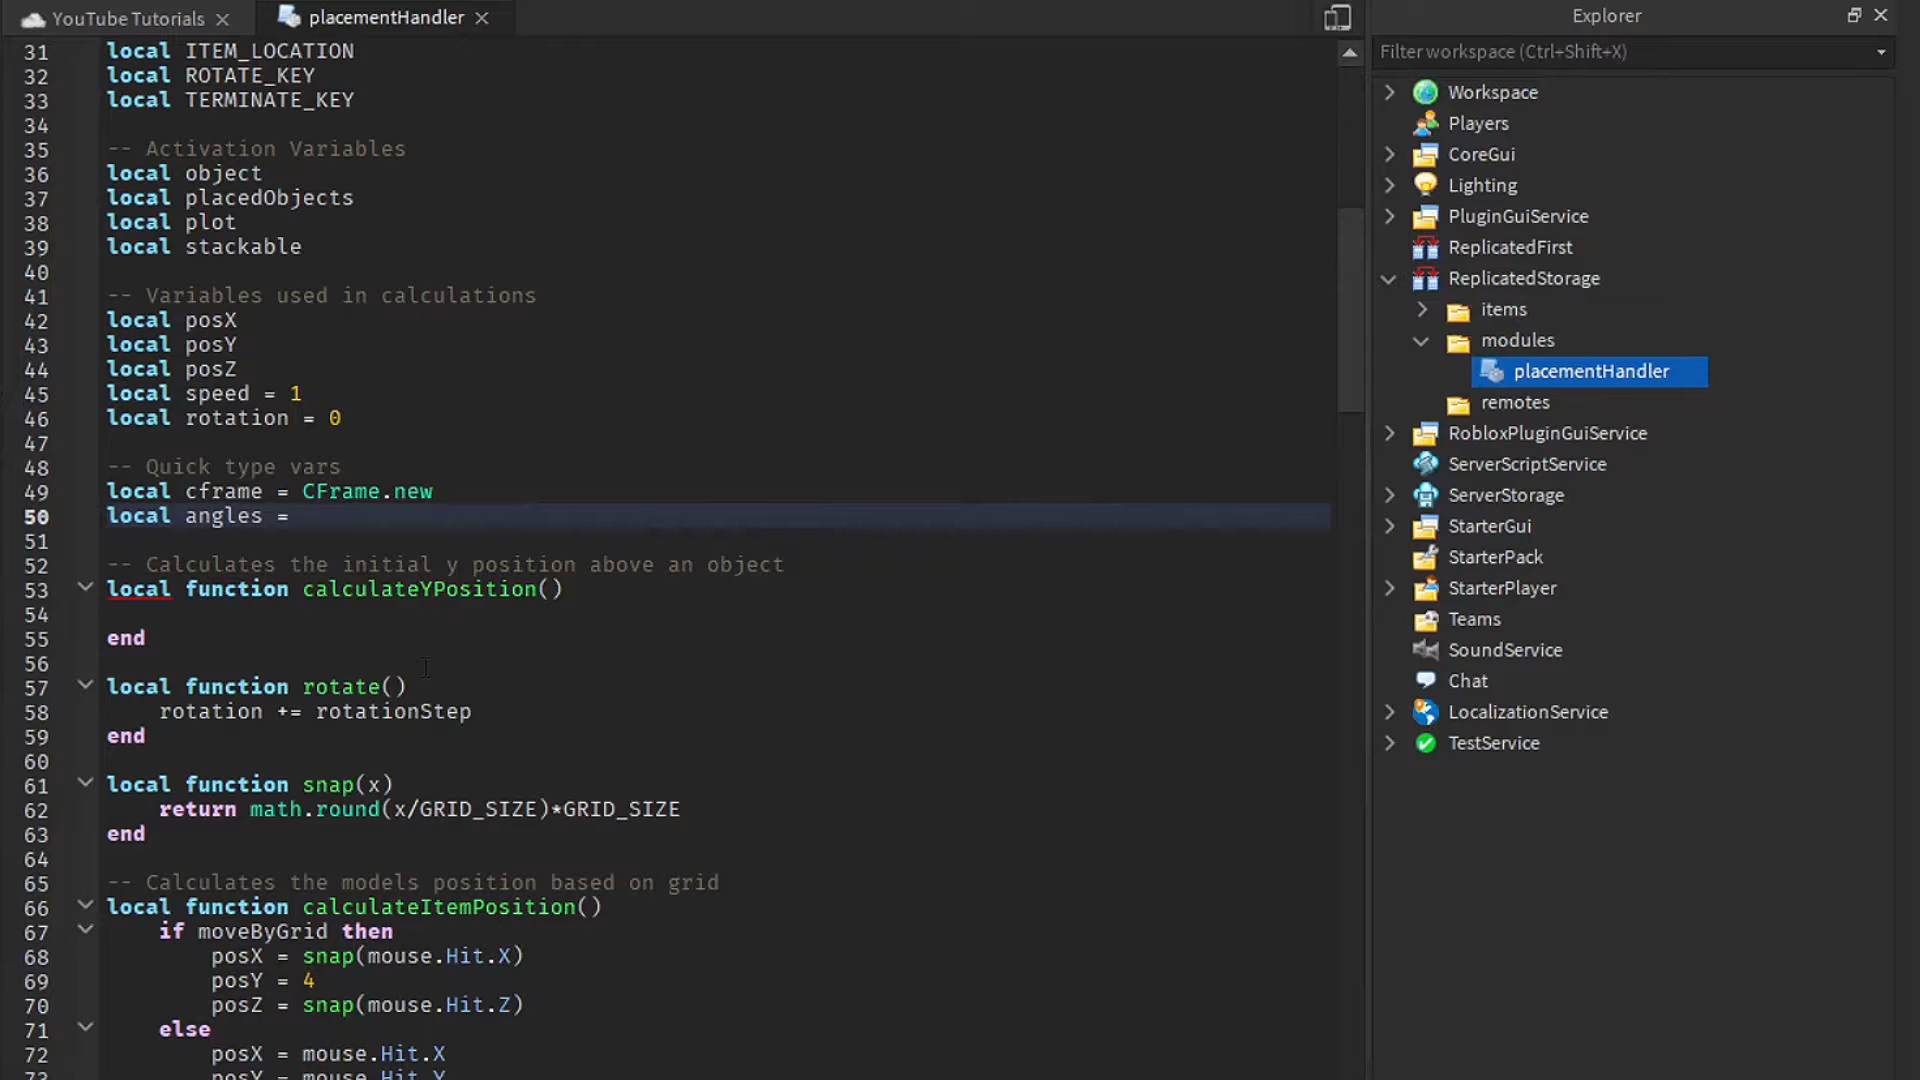 YouTube Tutorials
placementHandler
31 local ITEM_LOCATION
32 local ROTATE_KEY
33 local TERMINATE_KEY
34
35 -- Activation Variables
36 local object
37 local placedObjects
38 local plot
39 local stackable
40
41 -- Variables used in calculations
42 local posX
43 local posY
44 local posZ
45 local speed = 1
46 local rotation = 0
47
48 -- Quick type vars
49 local cframe = CFrame.new
50 local angles =
51
52 -- Calculates the initial y position above an object
53 local function calculateYPosition()
54
55 end
56
57 local function rotate()
58 rotation += rotationStep
59 end
60
61 local function snap(x)
62 return math.round(x/GRID_SIZE)*GRID_SIZE
63 end
64
65 -- Calculates the models position based on grid
66 local function calculateItemPosition()
67 if moveByGrid then
68 posX = snap(mouse.Hit.X)
69 posY = 4
70 posZ = snap(mouse.Hit.Z)
71 else
72 posX = mouse.Hit.X
73 posY = mouse.Hit.Y
Explorer
Filter workspace (Ctrl+Shift+X)
Workspace
Players
CoreGui
Lighting
PluginGuiService
ReplicatedFirst
ReplicatedStorage
items
modules
placementHandler
remotes
RobloxPluginGuiService
ServerScriptService
ServerStorage
StarterGui
StarterPack
StarterPlayer
Teams
SoundService
Chat
LocalizationService
TestService